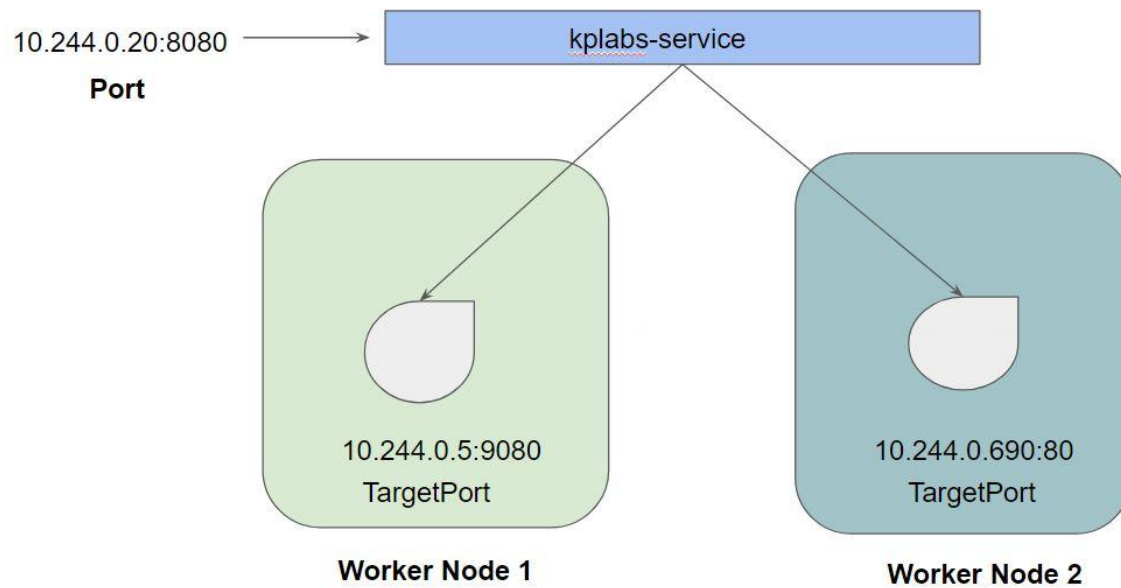 10.244.0.20:8080
Port
kplabs-service
10.244.0.5:9080
TargetPort
Worker Node 1
10.244.0.690:80
TargetPort
Worker Node 2